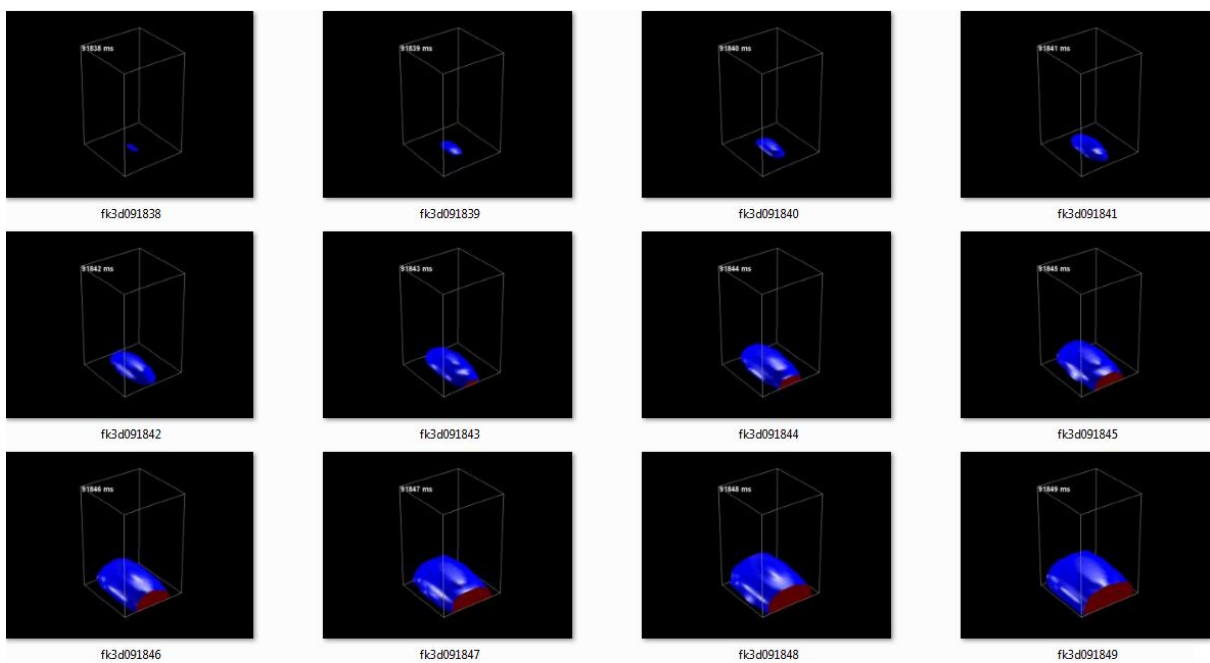 91838 ms
91839 ms
91840 ms
91841 ms
fk3d091838
fk3d091839
fk3d091840
fk3d091841
91842 ms
91843 ms
91844 ms
91845 ms
fk3d091842
fk3d091843
fk3d091844
fk3d091845
91846 ms
91847 ms
91848 ms
91849 ms
fk3d091846
fk3d091847
fk3d091848
fk3d091849